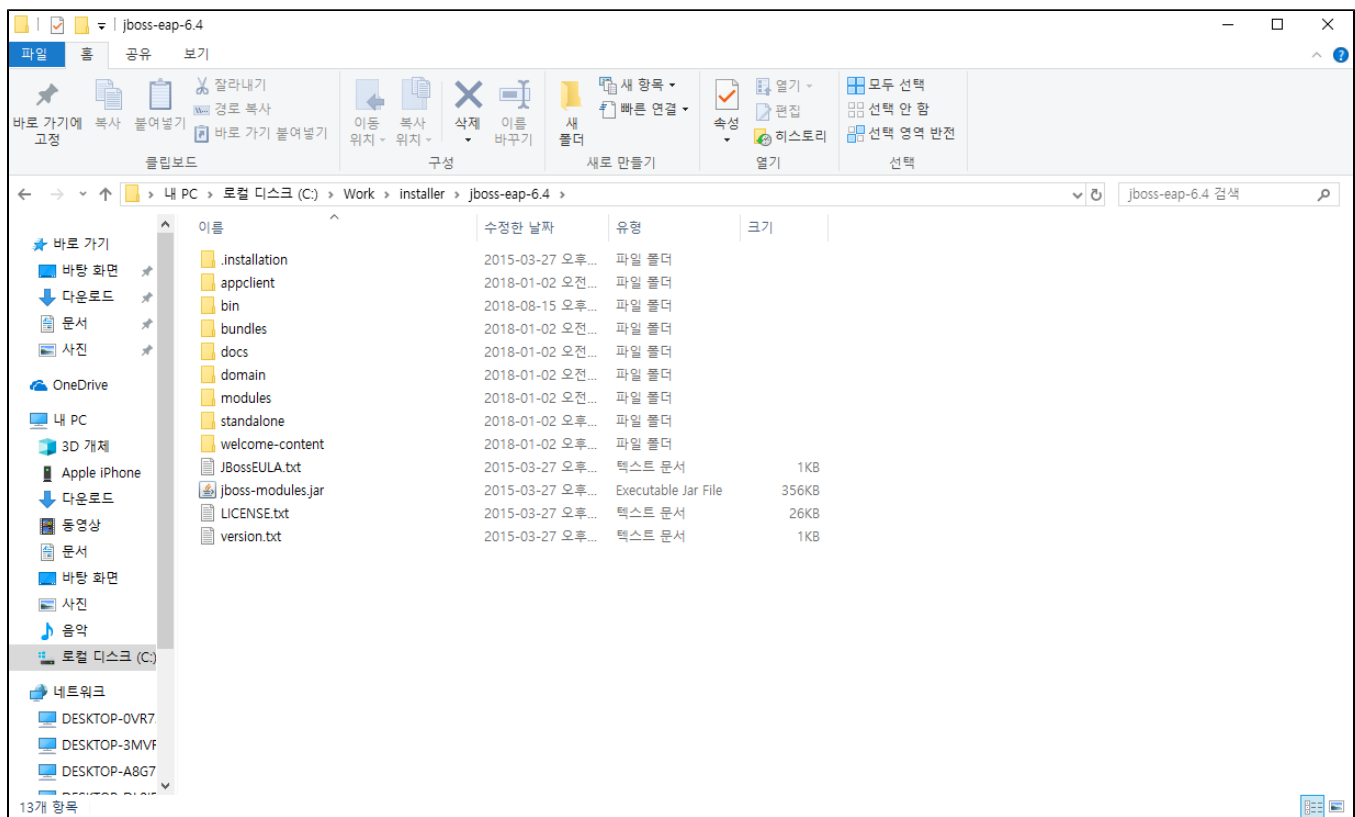 jboss-eap-6.4
파일 홈 공유 보기
바로 가기에 고정
복사
붙여넣기
잘라내기
경로 복사
바로 가기 붙여넣기
클립보드
이동 위치
복사 위치
삭제
이름 바꾸기
구성
새 폴더
새 항목
빠른 연결
새로 만들기
속성
열기
편집
히스토리
열기
모두 선택
선택 안 함
선택 영역 반전
선택
내 PC > 로컬 디스크 (C:) > Work > installer > jboss-eap-6.4 >
jboss-eap-6.4 검색
바로 가기
바탕 화면
다운로드
문서
사진
OneDrive
내 PC
3D 개체
Apple iPhone
다운로드
동영상
문서
바탕 화면
사진
음악
로컬 디스크 (C:)
네트워크
DESKTOP-0VR7
DESKTOP-3MVF
DESKTOP-A8G7
이름 수정한 날짜 유형 크기
.installation 2015-03-27 오후... 파일 폴더
appclient 2018-01-02 오전... 파일 폴더
bin 2018-08-15 오후... 파일 폴더
bundles 2018-01-02 오전... 파일 폴더
docs 2018-01-02 오전... 파일 폴더
domain 2018-01-02 오전... 파일 폴더
modules 2018-01-02 오전... 파일 폴더
standalone 2018-01-02 오후... 파일 폴더
welcome-content 2018-01-02 오후... 파일 폴더
JBossEULA.txt 2015-03-27 오후... 텍스트 문서 1KB
jboss-modules.jar 2015-03-27 오후... Executable Jar File 356KB
LICENSE.txt 2015-03-27 오후... 텍스트 문서 26KB
version.txt 2015-03-27 오후... 텍스트 문서 1KB
13개 항목